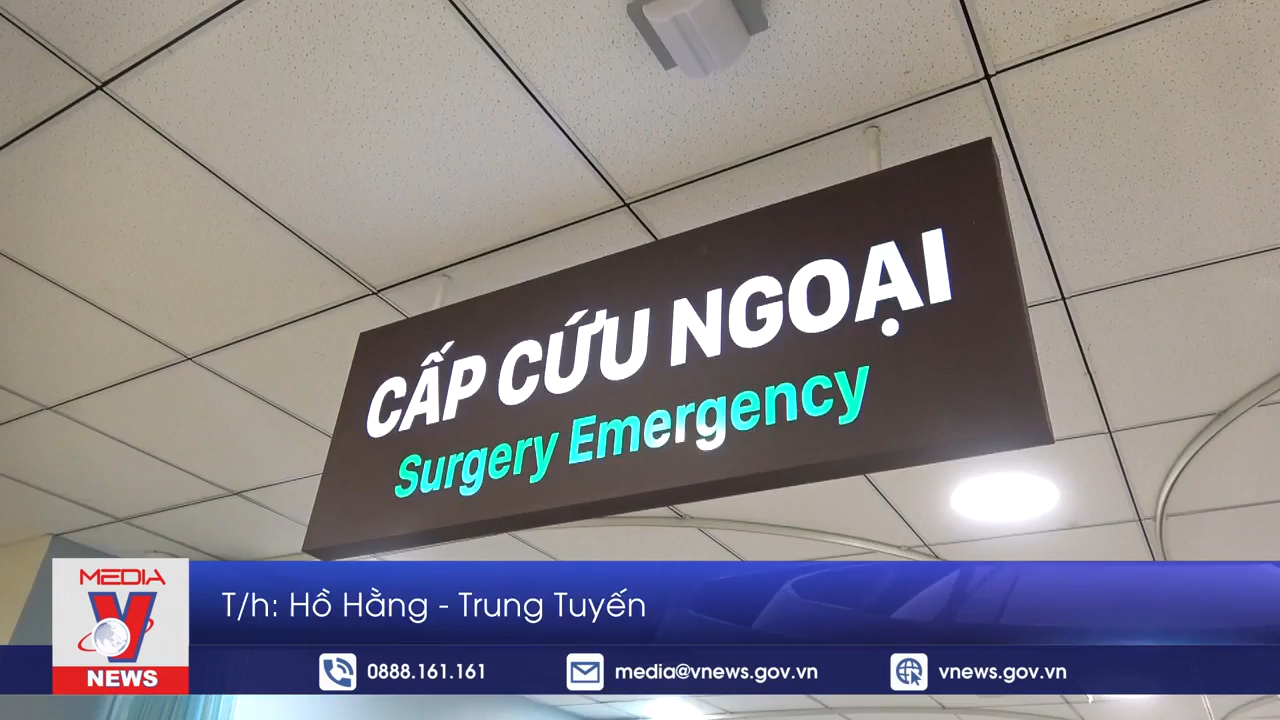 CẤP CỨU NGOẠI
Surgery Emergency
MEDIA
V
NEWS
T/h: Hồ Hằng - Trung Tuyến
0888.161.161
media@vnews.gov.vn
vnews.gov.vn